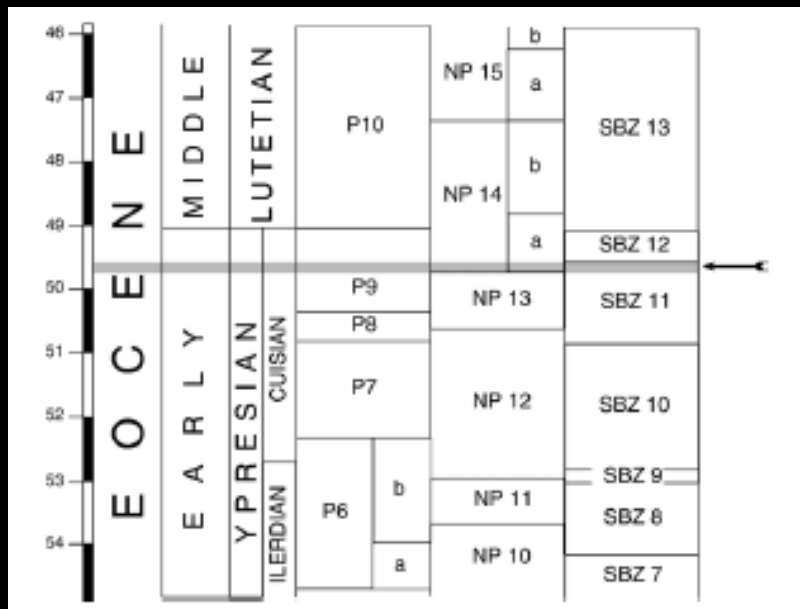 46
47
48
49
50
51
52
53
54
EOCENE
MIDDLE
EARLY
LUTETIAN
YPRESIAN
CUISIAN
ILERDIAN
P10
P9
P8
P7
P6
b
a
NP 15
b
a
NP 14
b
a
NP 13
NP 12
NP 11
NP 10
SBZ 13
SBZ 12
SBZ 11
SBZ 10
SBZ 9
SBZ 8
SBZ 7